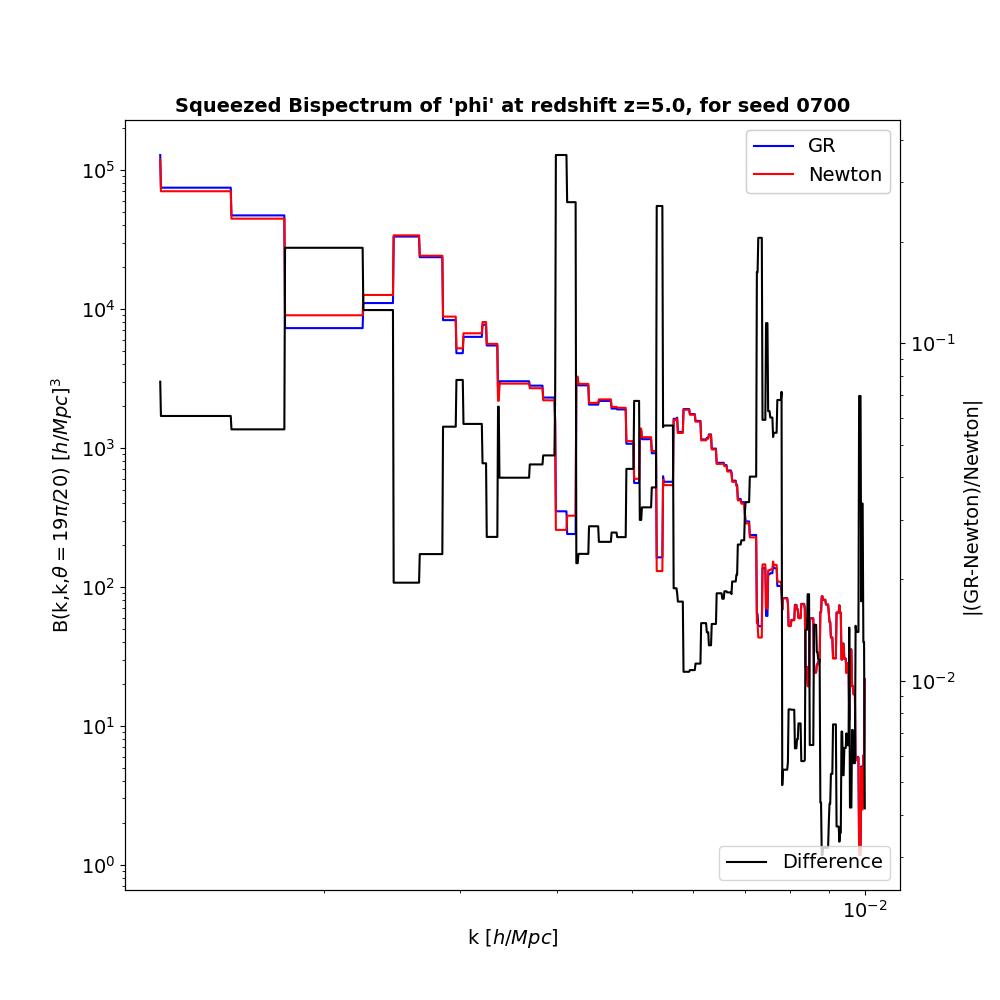 Squeezed Bispectrum of 'phi' at redshift z=5.0, for seed 0700
GR
Newton
10^5
10^4
10^3
10^2
10^1
10^0
B(k,k,θ = 19π/20) [h/Mpc]^3
10^-1
10^-2
|(GR-Newton)/Newton|
Difference
10^-2
k [h/Mpc]